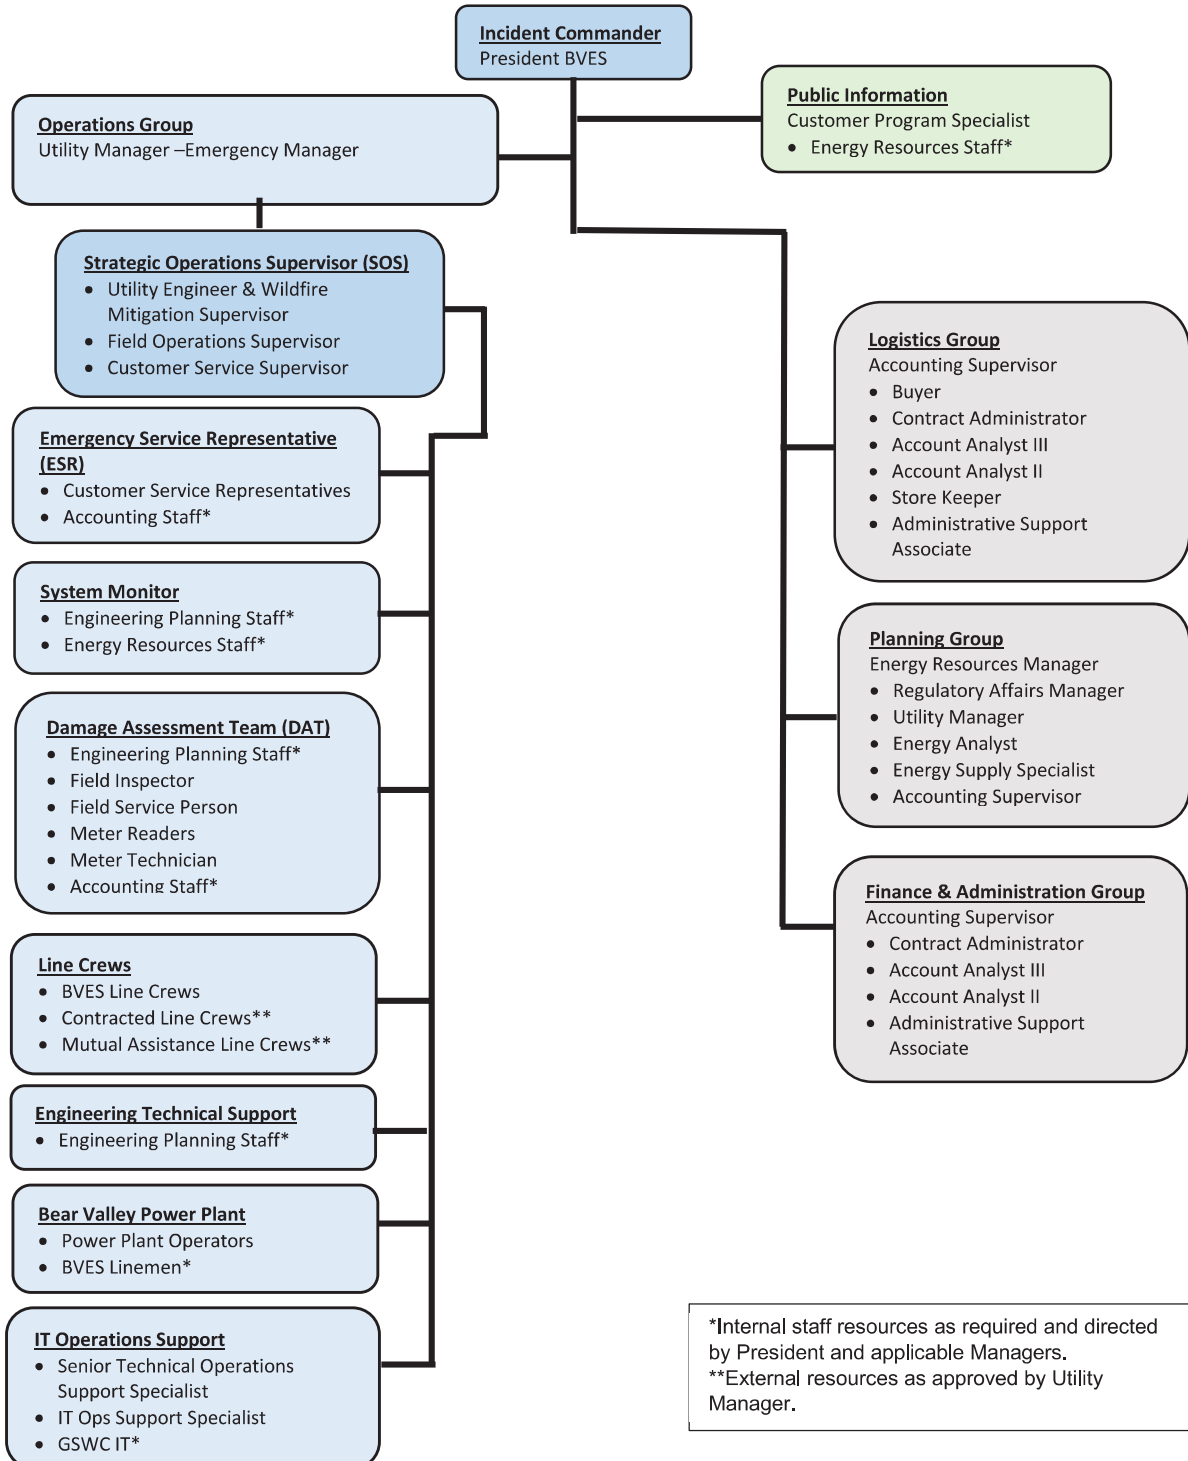 Incident Commander
President BVES
Public Information
Customer Program Specialist
• Energy Resources Staff*
Operations Group
Utility Manager –Emergency Manager
Strategic Operations Supervisor (SOS)
• Utility Engineer & Wildfire
Mitigation Supervisor
• Field Operations Supervisor
• Customer Service Supervisor
Emergency Service Representative
(ESR)
• Customer Service Representatives
• Accounting Staff*
System Monitor
• Engineering Planning Staff*
• Energy Resources Staff*
Damage Assessment Team (DAT)
• Engineering Planning Staff*
• Field Inspector
• Field Service Person
• Meter Readers
• Meter Technician
• Accounting Staff*
Line Crews
• BVES Line Crews
• Contracted Line Crews**
• Mutual Assistance Line Crews**
Engineering Technical Support
• Engineering Planning Staff*
Bear Valley Power Plant
• Power Plant Operators
• BVES Linemen*
IT Operations Support
• Senior Technical Operations
Support Specialist
• IT Ops Support Specialist
• GSWC IT*
Logistics Group
Accounting Supervisor
• Buyer
• Contract Administrator
• Account Analyst III
• Account Analyst II
• Store Keeper
• Administrative Support
Associate
Planning Group
Energy Resources Manager
• Regulatory Affairs Manager
• Utility Manager
• Energy Analyst
• Energy Supply Specialist
• Accounting Supervisor
Finance & Administration Group
Accounting Supervisor
• Contract Administrator
• Account Analyst III
• Account Analyst II
• Administrative Support
Associate
*Internal staff resources as required and directed
by President and applicable Managers.
**External resources as approved by Utility
Manager.